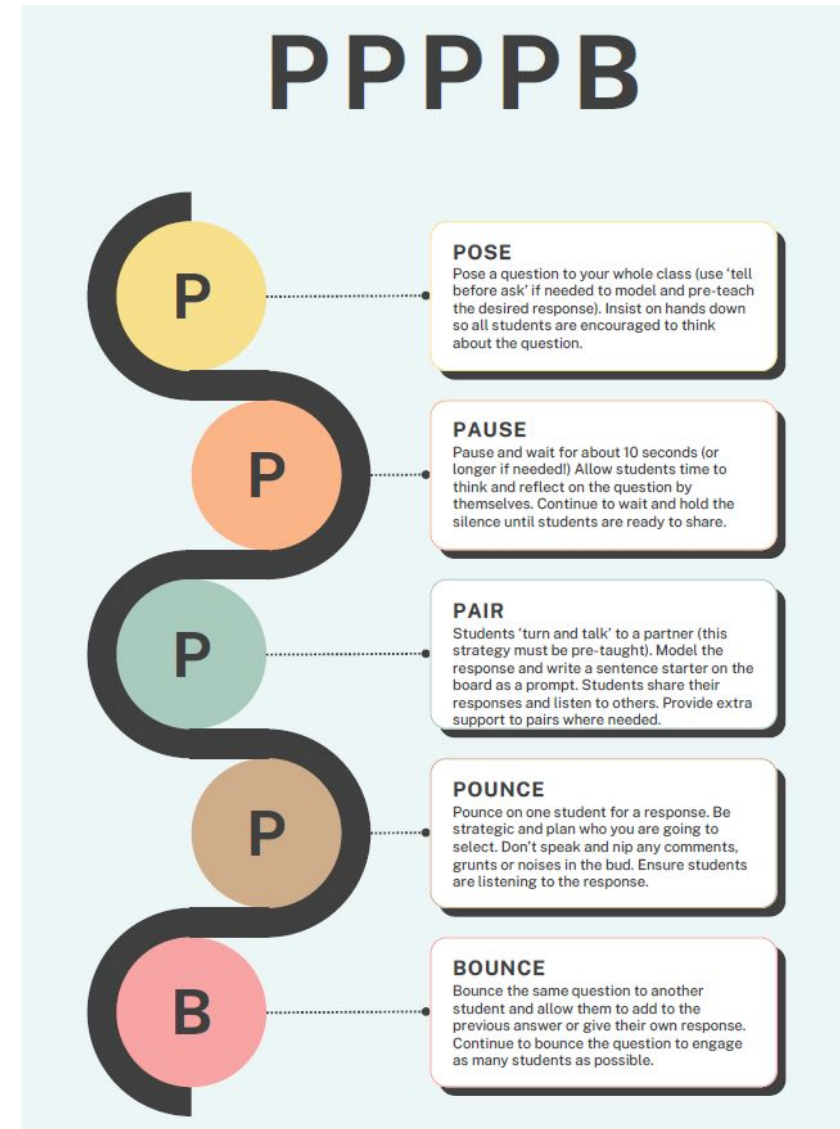 PPPPB
P
POSE
Pose a question to your whole class (use ‘tell
before ask’ if needed to model and pre-teach
the desired response). Insist on hands down
so all students are encouraged to think
about the question.
P
PAUSE
Pause and wait for about 10 seconds (or
longer if needed!) Allow students time to
think and reflect on the question by
themselves. Continue to wait and hold the
silence until students are ready to share.
P
PAIR
Students ‘turn and talk’ to a partner (this
strategy must be pre-taught). Model the
response and write a sentence starter on the
board as a prompt. Students share their
responses and listen to others. Provide extra
support to pairs where needed.
P
POUNCE
Pounce on one student for a response. Be
strategic and plan who you are going to
select. Don’t speak and nip any comments,
grunts or noises in the bud. Ensure students
are listening to the response.
B
BOUNCE
Bounce the same question to another
student and allow them to add to the
previous answer or give their own response.
Continue to bounce the question to engage
as many students as possible.